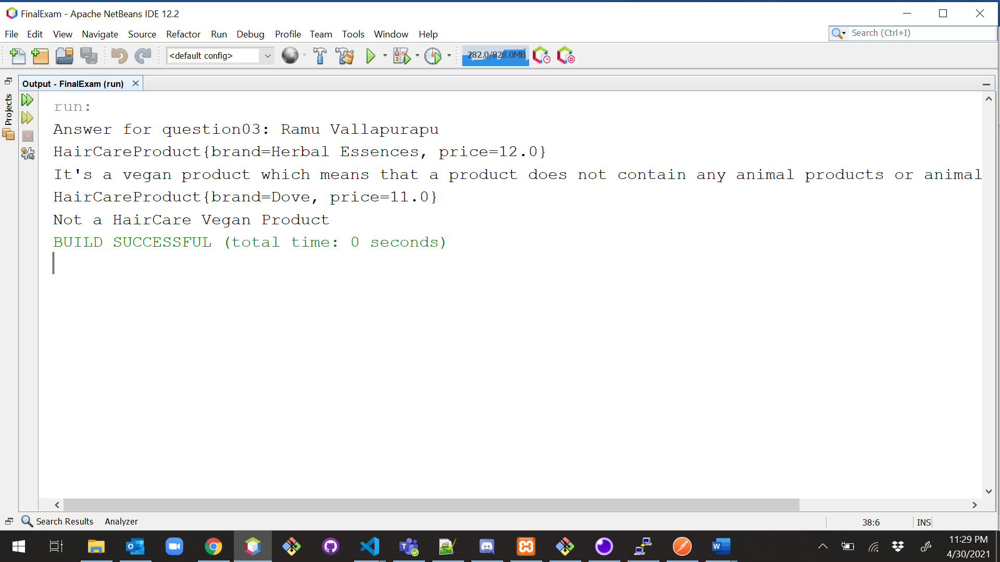 FinalExam - Apache NetBeans IDE 12.2
File Edit View Navigate Source Refactor Run Debug Profile Team Tools Window Help
Search (Ctrl+I)
<default config>
282.0/828.0MB
Output - FinalExam (run)
Projects
run:
Answer for question03: Ramu Vallapurapu
HairCareProduct{brand=Herbal Essences, price=12.0}
It's a vegan product which means that a product does not contain any animal products or animal
HairCareProduct{brand=Dove, price=11.0}
Not a HairCare Vegan Product
BUILD SUCCESSFUL (total time: 0 seconds)
Search Results Analyzer
38:6 INS
11:29 PM
4/30/2021